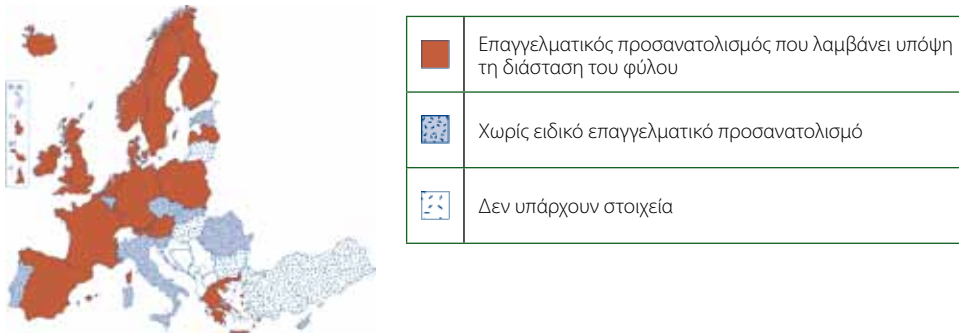 Επαγγελματικός προσανατολισμός που λαμβάνει υπόψη
τη διάσταση του φύλου
Χωρίς ειδικό επαγγελματικό προσανατολισμό
Δεν υπάρχουν στοιχεία